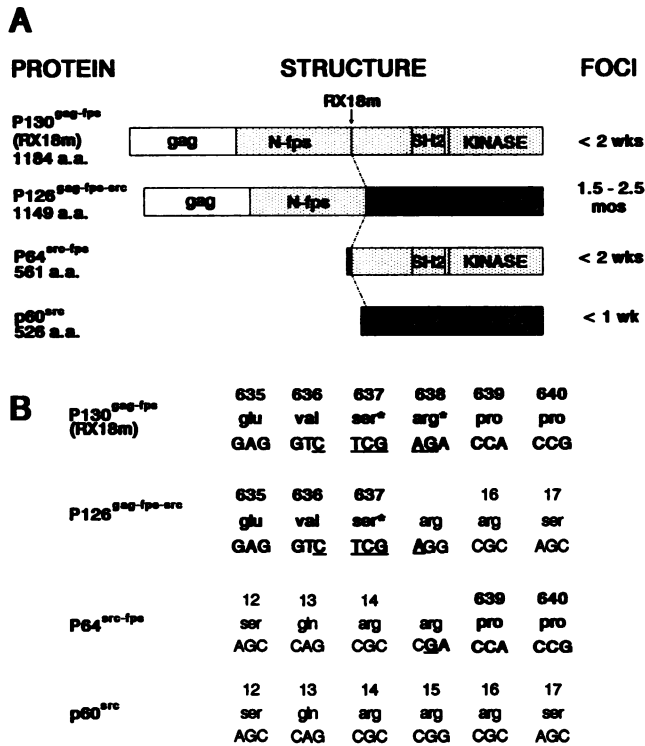 A
PROTEIN STRUCTURE FOCI
RX18m
P130gag-fps
(RX18m)
1184 a.a.
gag N-fps SH2 KINASE < 2 wks
P126gag-fps-src
1149 a.a.
gag N-fps 1.5 - 2.5
mos
P64src-fps
561 a.a.
SH2 KINASE < 2 wks
p60src
526 a.a.
< 1 wk
B
635 636 637 638 639 640
P130gag-fps glu val ser* arg* pro pro
(RX18m)
GAG GTC TCG AGA CCA CCG
635 636 637 16 17
P126gag-fps-src glu val ser* arg arg ser
GAG GTC TCG AGG CGC AGC
12 13 14 639 640
P64src-fps ser gln arg arg pro pro
AGC CAG CGC CGA CCA CCG
12 13 14 15 16 17
p60src ser gln arg arg arg ser
AGC CAG CGC CGG CGC AGC